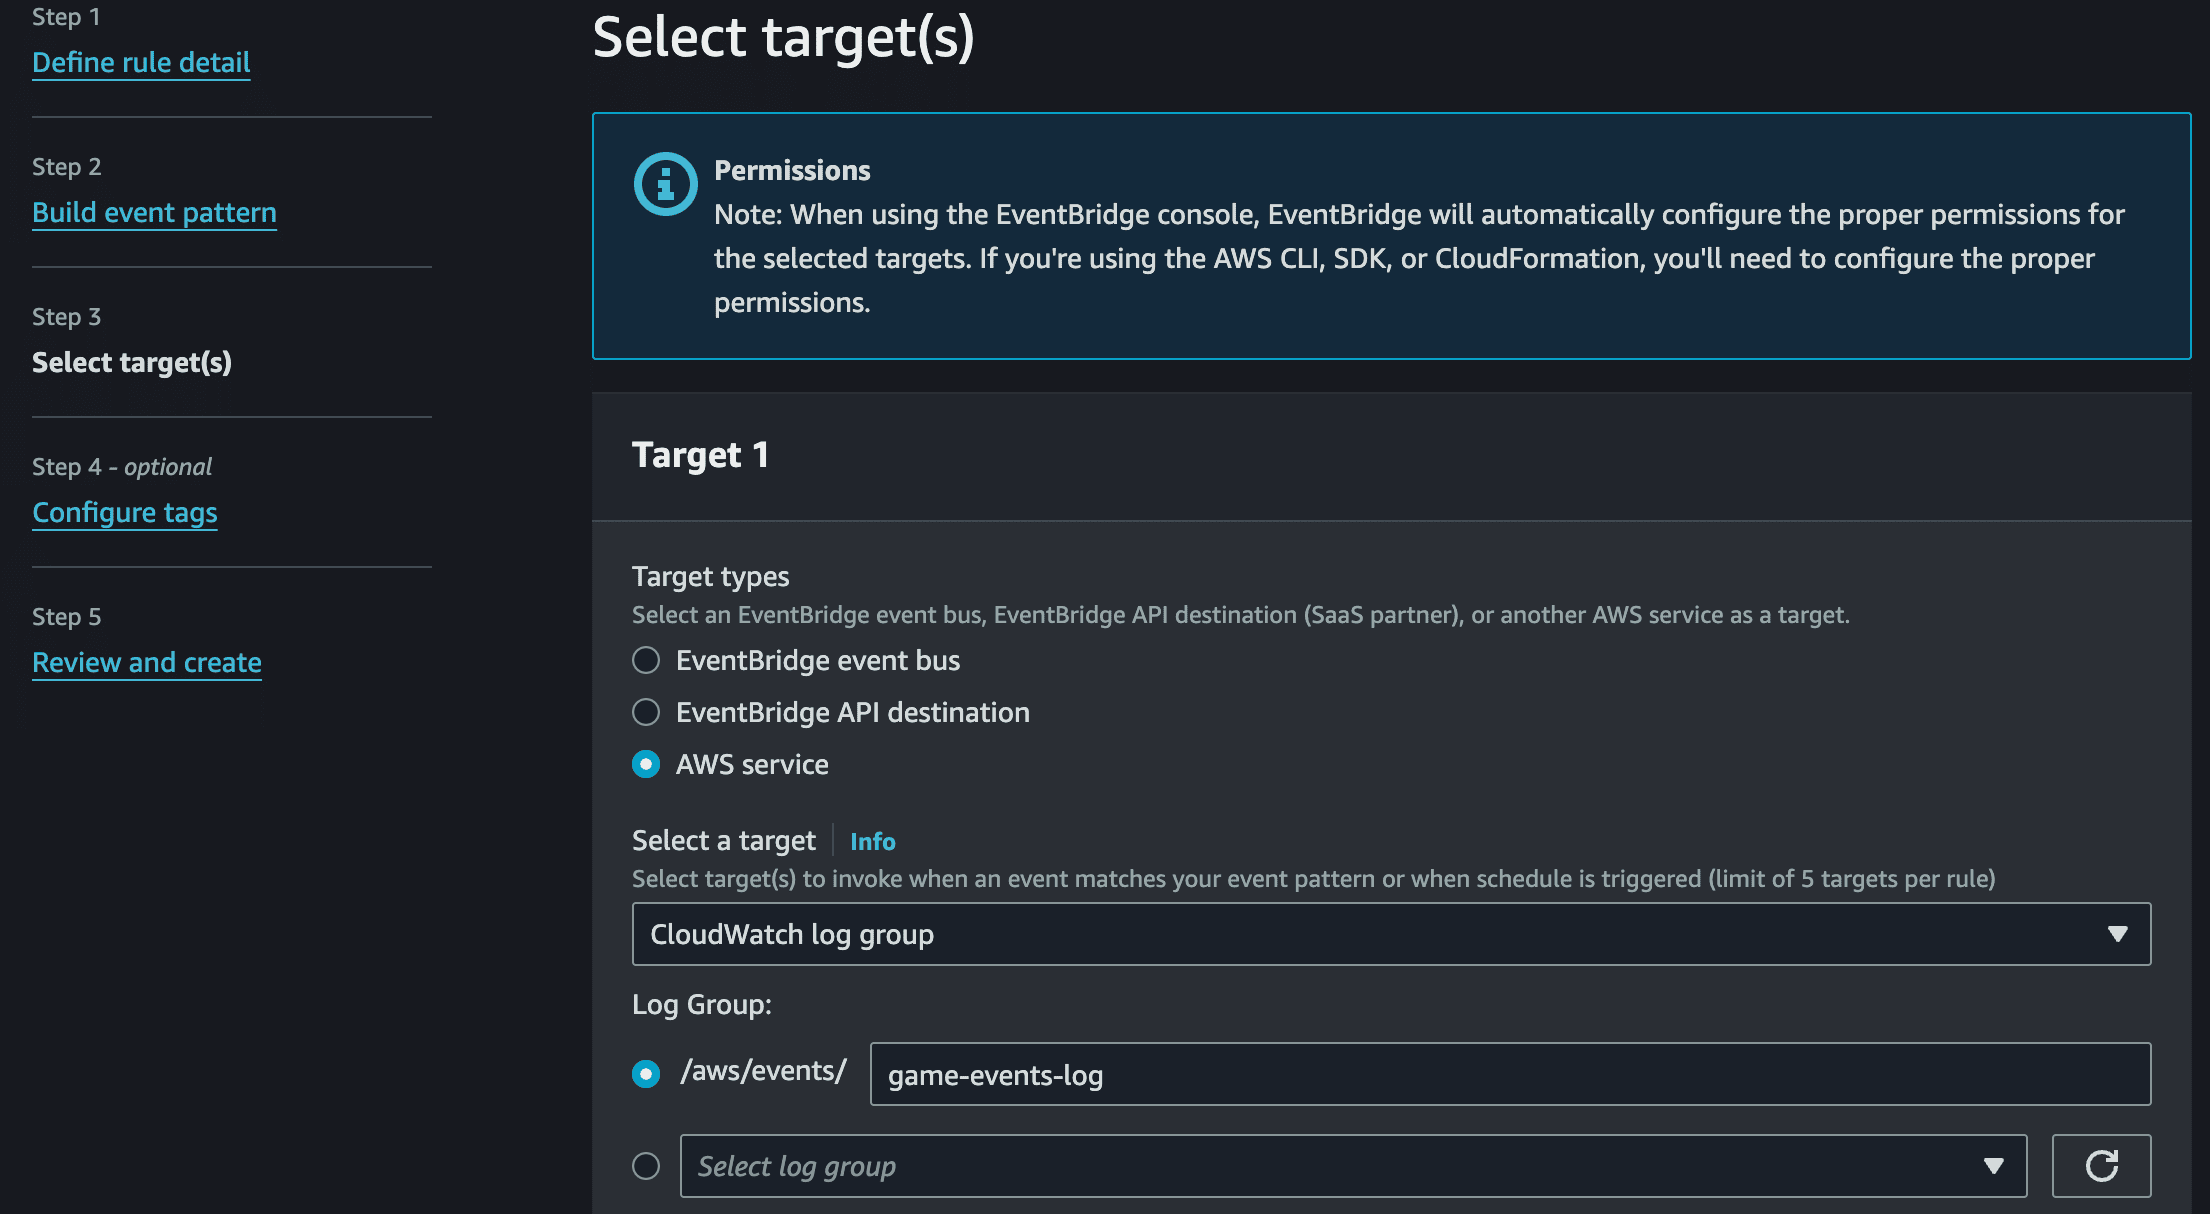 Step 1
Define rule detail
Step 2
Build event pattern
Step 3
Select target(s)
Step 4 - optional
Configure tags
Step 5
Review and create
Select target(s)
Permissions
Note: When using the EventBridge console, EventBridge will automatically configure the proper permissions for
the selected targets. If you're using the AWS CLI, SDK, or CloudFormation, you'll need to configure the proper
permissions.
Target 1
Target types
Select an EventBridge event bus, EventBridge API destination (SaaS partner), or another AWS service as a target.
EventBridge event bus
EventBridge API destination
AWS service
Select a target Info
Select target(s) to invoke when an event matches your event pattern or when schedule is triggered (limit of 5 targets per rule)
CloudWatch log group
Log Group:
/aws/events/ game-events-log
Select log group